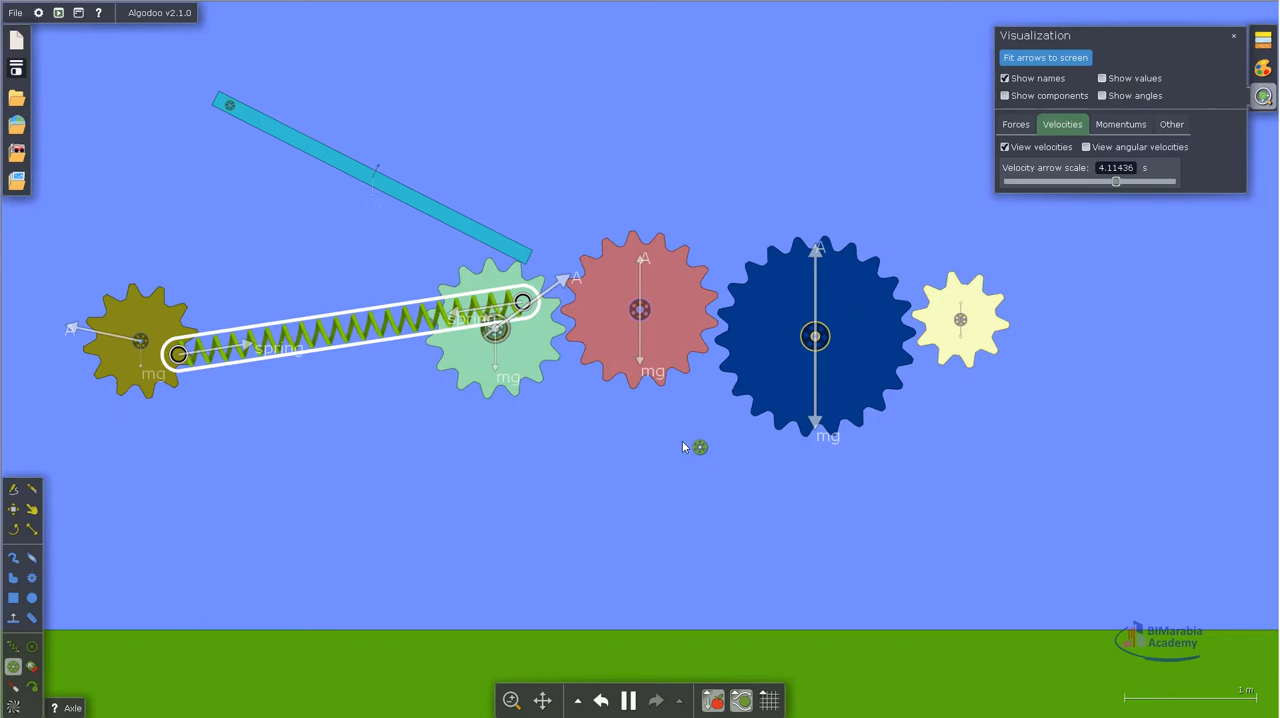 File
?
Algodoo v2.1.0
Visualization
×
Fit arrows to screen
Show names
Show values
Show components
Show angles
Forces
Velocities
Momentums
Other
View velocities
View angular velocities
Velocity arrow scale:
4.11436
s
A
A
A
A
spring
spring
mg
mg
mg
mg
BIMarabia
Academy
1 m
? Axle